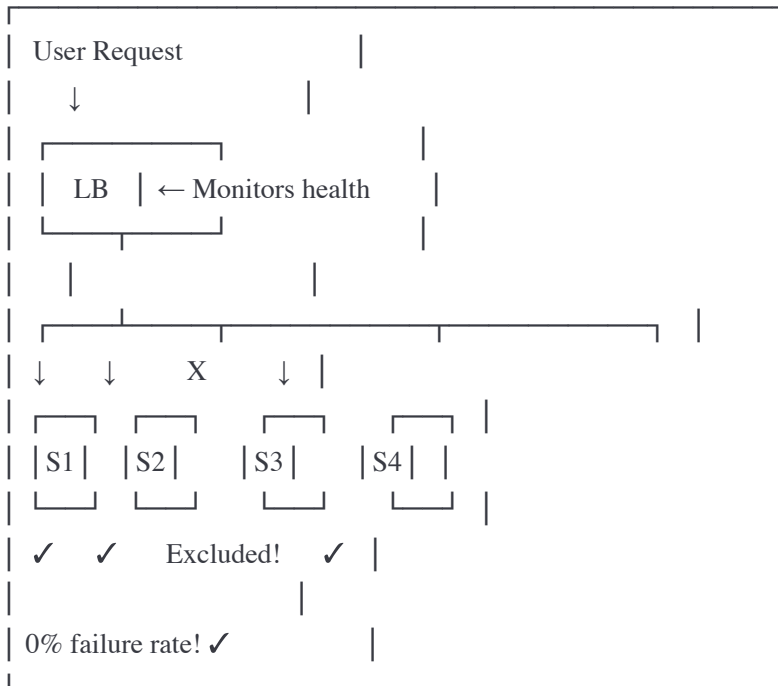 User Request
↓
LB ← Monitors health
↓ ↓ X ↓
S1 S2 S3 S4
✓ ✓ Excluded! ✓
0% failure rate! ✓